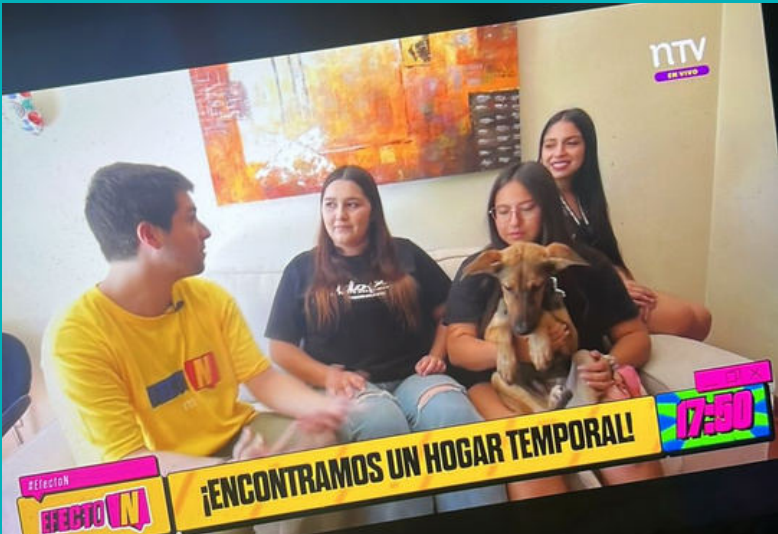 nTV
EN VIVO
¡ENCONTRAMOS UN HOGAR TEMPORAL!
17:50
#EfectoN
EFECTO N